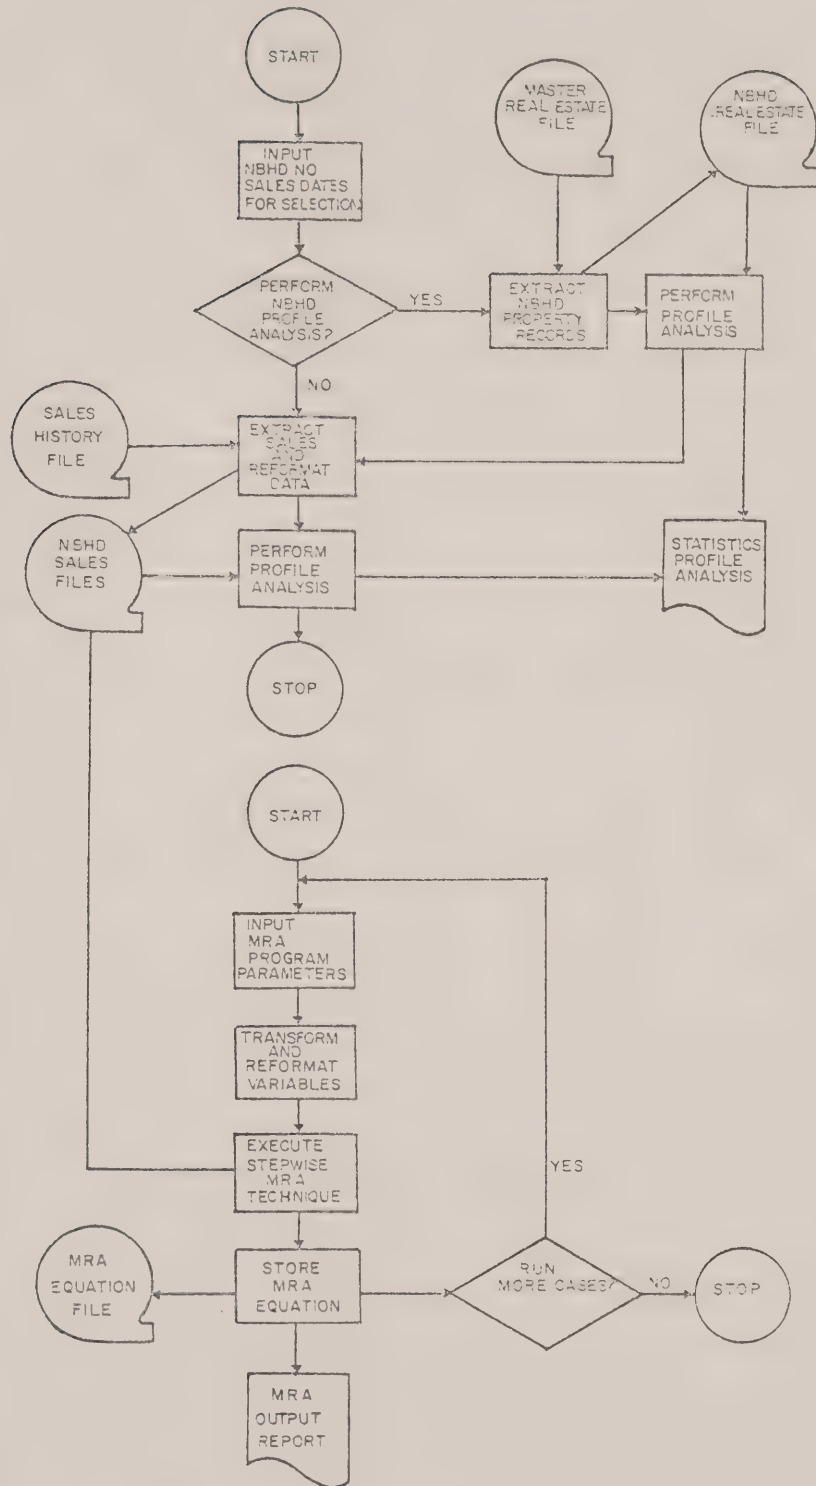 START
MASTER
REAL ESTATE
FILE
NBHD
REAL ESTATE
FILE
INPUT
NBHD NO
SALES DATES
FOR SELECTION
PERFORM
NBHD
PROFILE
ANALYSIS?
YES
EXTRACT
NBHD
PROPERTY
RECORDS
PERFORM
PROFILE
ANALYSIS
NO
SALES
HISTORY
FILE
EXTRACT
SALES
AND
REFORMAT
DATA
NBHD
SALES
FILES
PERFORM
PROFILE
ANALYSIS
STATISTICS
PROFILE
ANALYSIS
STOP
START
INPUT
MRA
PROGRAM
PARAMETERS
TRANSFORM
AND
REFORMAT
VARIABLES
EXECUTE
STEPWISE
MRA
TECHNIQUE
YES
MRA
EQUATION
FILE
STORE
MRA
EQUATION
RUN
MORE CASES?
NO
STOP
MRA
OUTPUT
REPORT